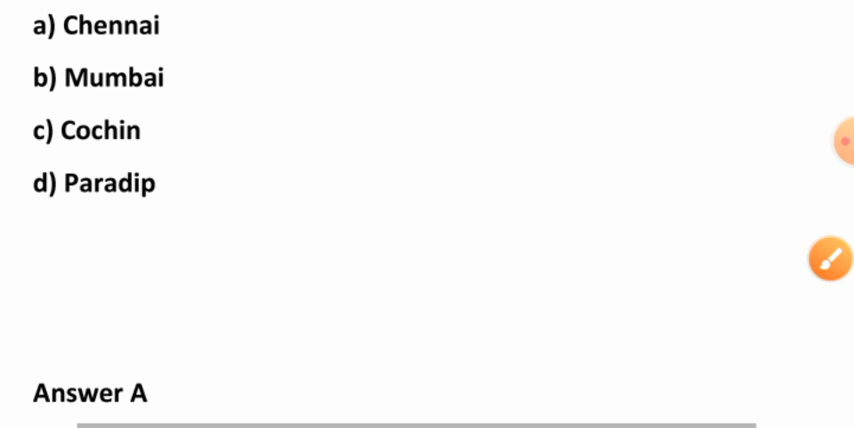 a) Chennai
b) Mumbai
c) Cochin
d) Paradip
Answer A